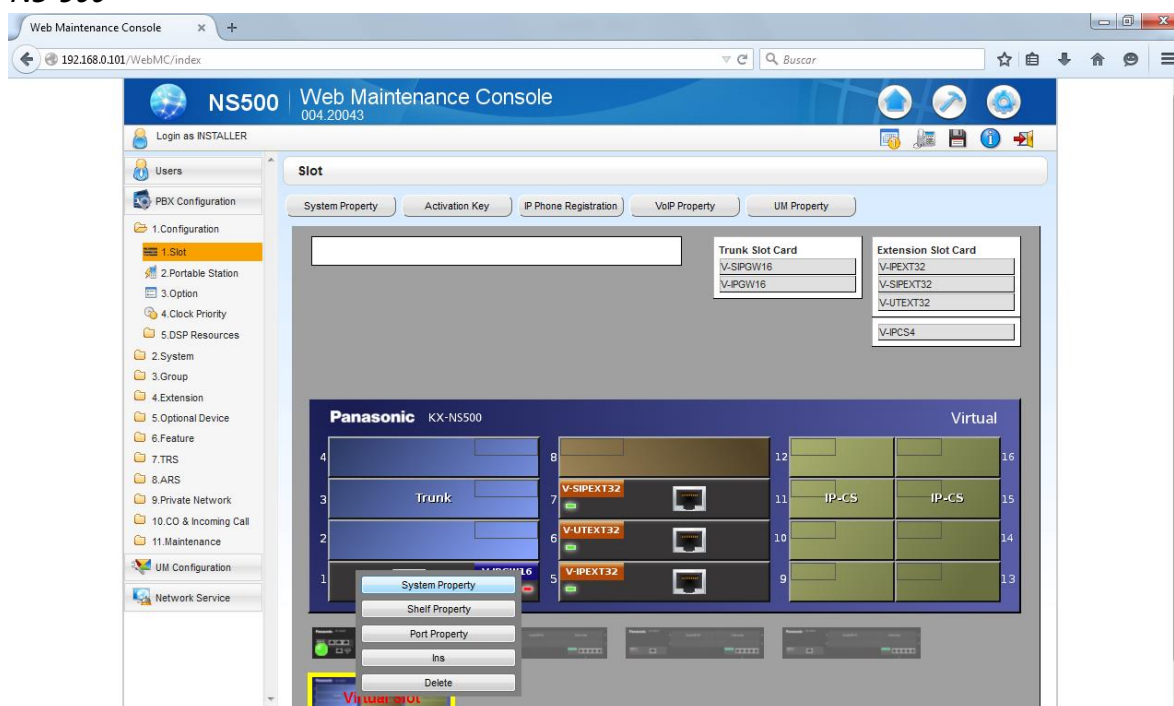 NS-500
Web Maintenance Console × +
192.168.0.101/WebMC/index Buscar
NS500 Web Maintenance Console
004.20043
Login as INSTALLER
Users
PBX Configuration
1.Configuration
1.Slot
2.Portable Station
3.Option
4.Clock Priority
5.DSP Resources
2.System
3.Group
4.Extension
5.Optional Device
6.Feature
7.TRS
8.ARS
9.Private Network
10.CO & Incoming Call
11.Maintenance
UM Configuration
Network Service
Slot
System Property Activation Key IP Phone Registration VoIP Property UM Property
Trunk Slot Card
V-SIPGW16
V-IPGW16
Extension Slot Card
V-IPEXT32
V-SIPEXT32
V-UTEXT32
V-IPCS4
Panasonic KX-NS500 Virtual
4 8 12 16
3 Trunk 7 V-SIPEXT32 11 IP-CS IP-CS 15
2 6 V-UTEXT32 10 14
1 V-IPGW16 5 V-IPEXT32 9 13
System Property
Shelf Property
Port Property
Ins
Delete
Virtual Slot